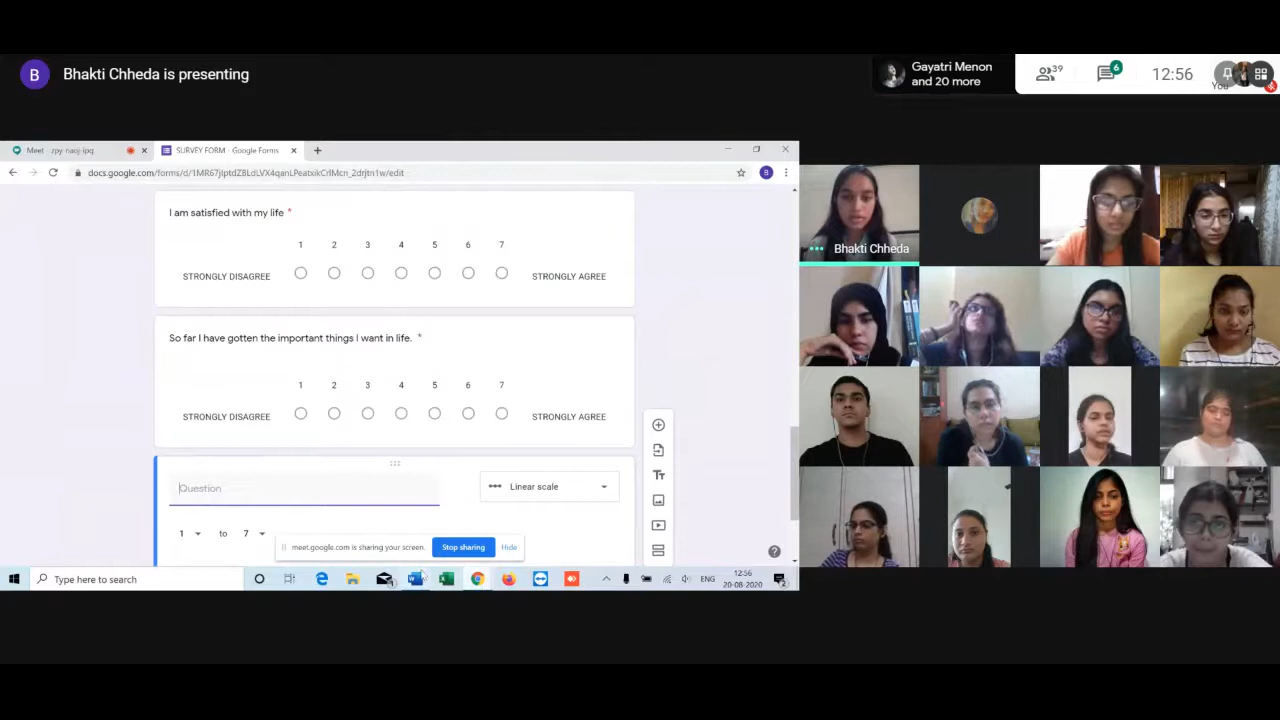 B
Bhakti Chheda is presenting
Gayatri Menon
and 20 more
39
6
12:56
You
Meet
SURVEY FORM - Google Forms
B
I am satisfied with my life *
1 2 3 4 5 6 7
STRONGLY DISAGREE
STRONGLY AGREE
So far I have gotten the important things I want in life. *
1 2 3 4 5 6 7
STRONGLY DISAGREE
STRONGLY AGREE
Question
Linear scale
1 to 7
meet.google.com is sharing your screen.
Stop sharing
Hide
Type here to search
ENG
12:56
20-08-2020
Bhakti Chheda